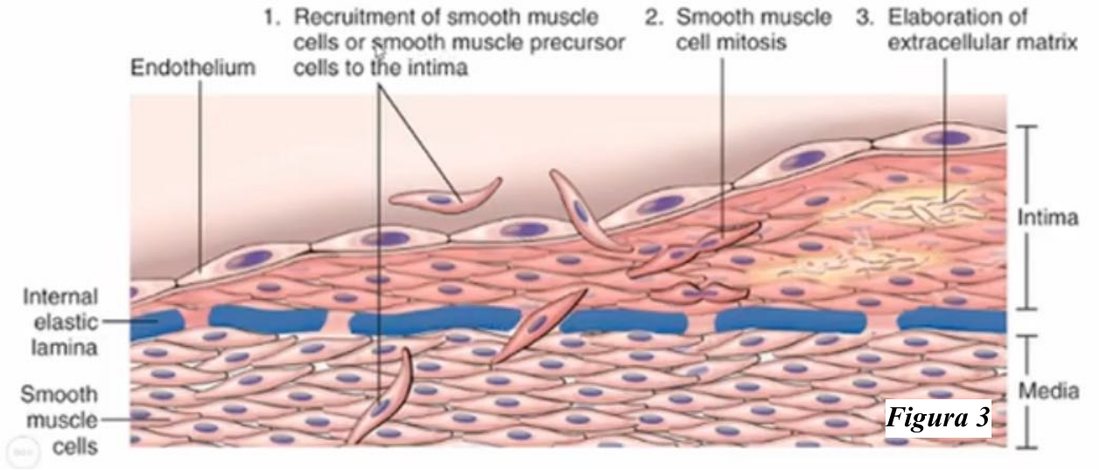 1. Recruitment of smooth muscle
cells or smooth muscle precursor
cells to the intima
2. Smooth muscle
cell mitosis
3. Elaboration of
extracellular matrix
Endothelium
Intima
Internal
elastic
lamina
Media
Smooth
muscle
cells
Figura 3